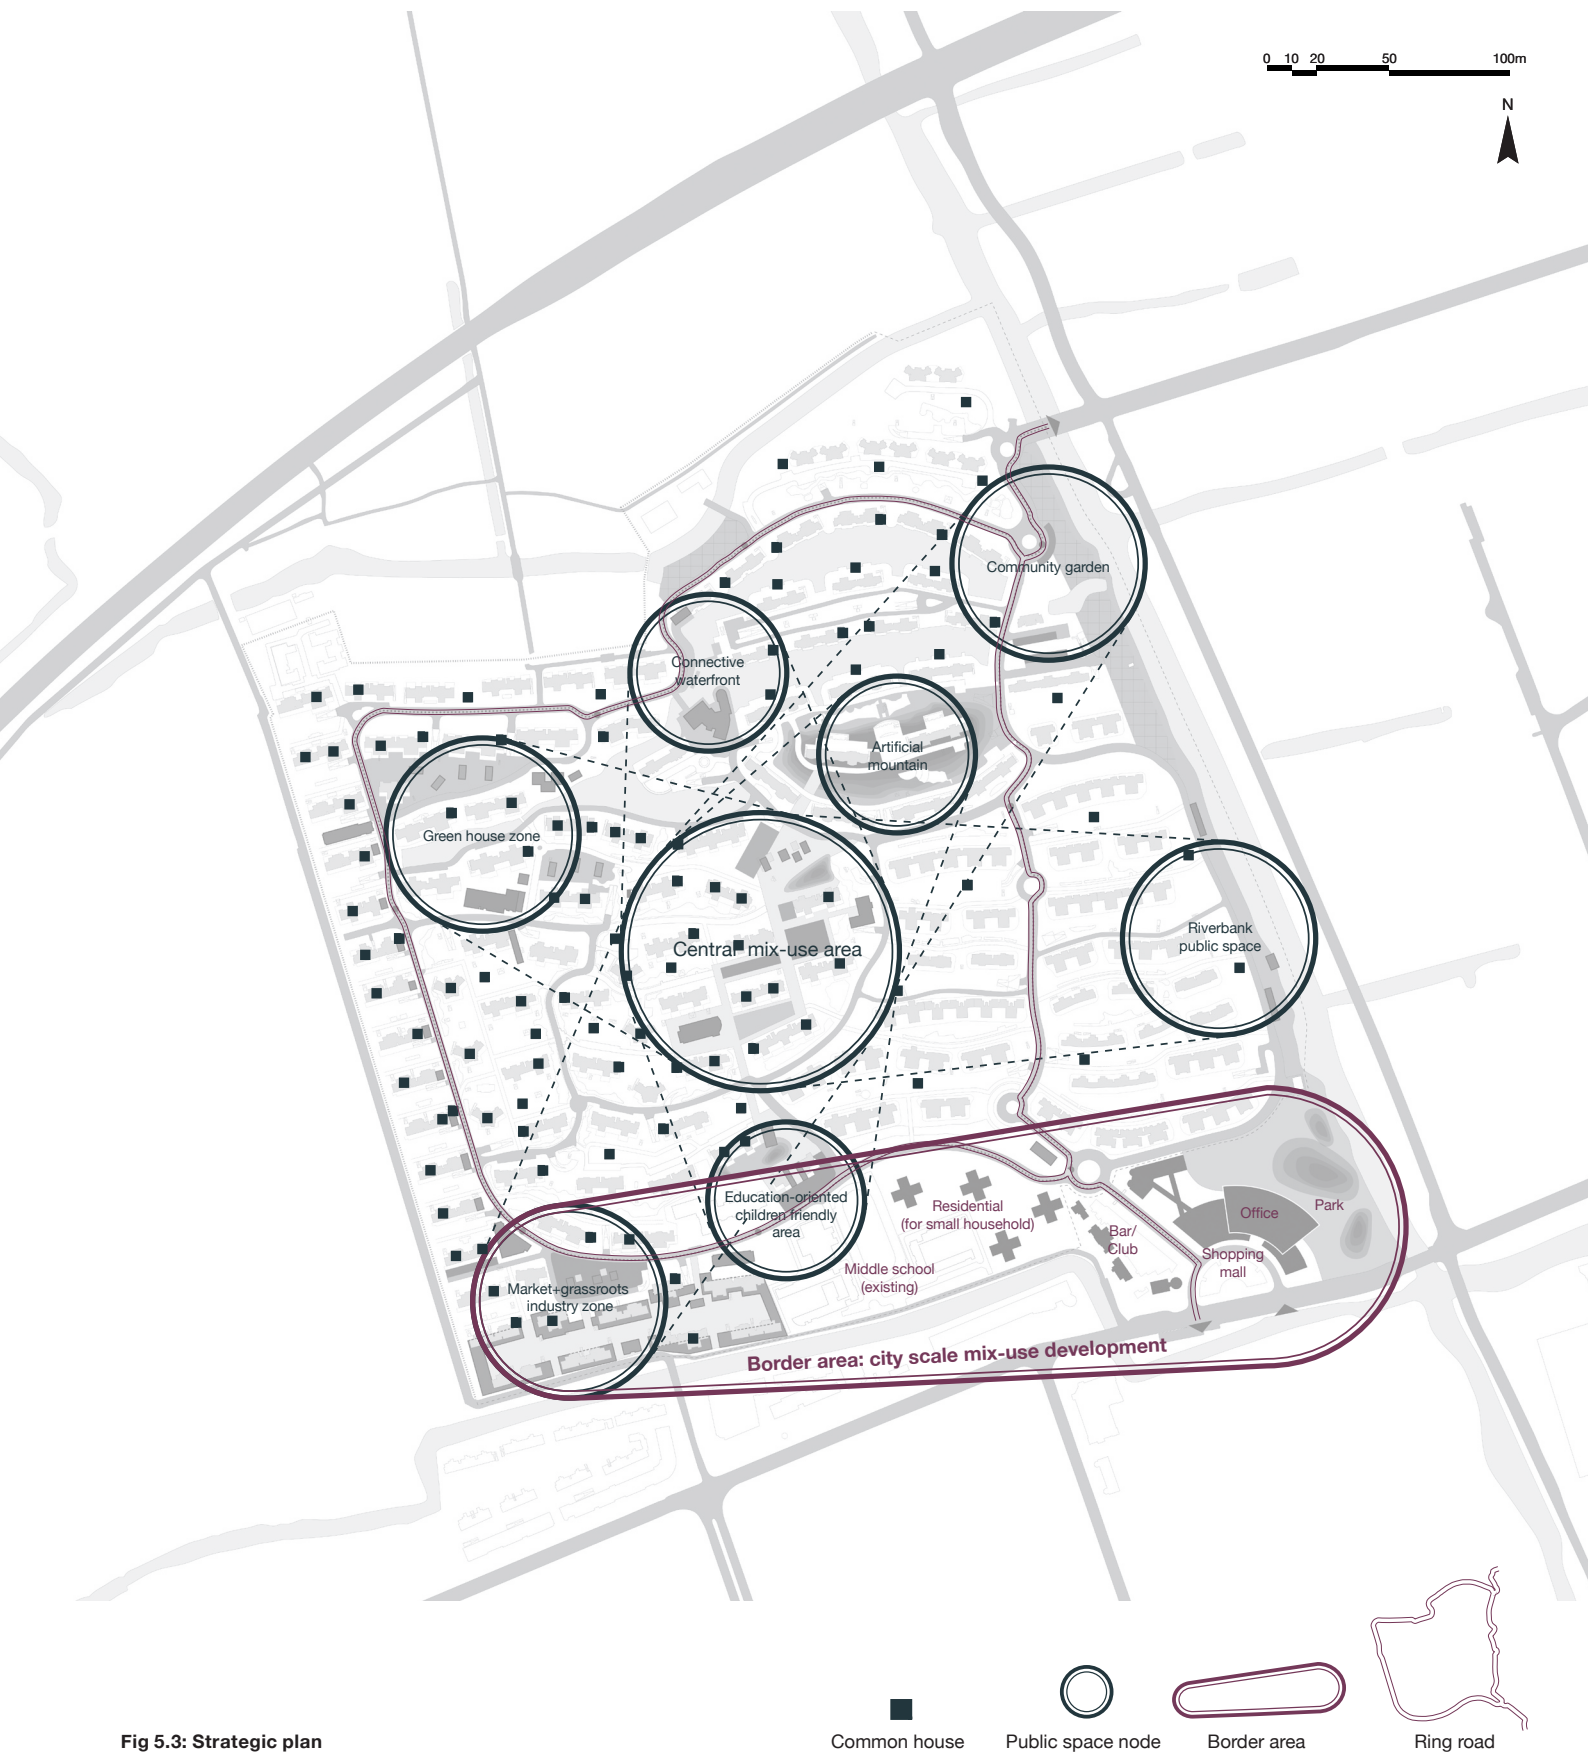 0 10 20 50 100m
N
Community garden
Connective
waterfront
Artificial
mountain
Green house zone
Riverbank
public space
Central mix-use area
Education-oriented
children friendly
area
Residential
(for small household)
Park
Office
Bar/
Club
Shopping
mall
Middle school
(existing)
Market+grassroots
industry zone
Border area: city scale mix-use development
Fig 5.3: Strategic plan
Common house
Public space node
Border area
Ring road